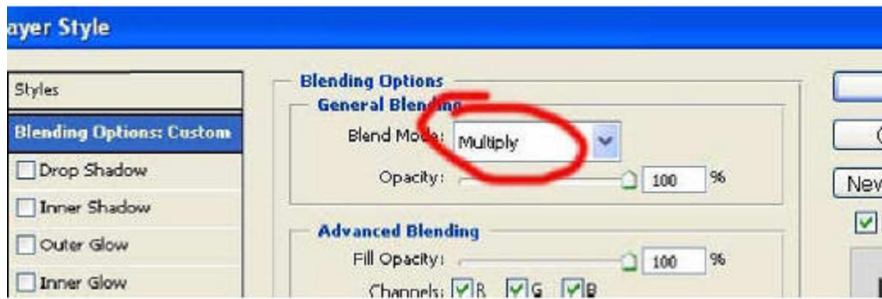 ayer Style
Styles
Blending Options: Custom
Drop Shadow
Inner Shadow
Outer Glow
Inner Glow
Blending Options
General Blending
Blend Mode: Multiply
Opacity: 100 %
Advanced Blending
Fill Opacity: 100 %
Channels: R G B
New